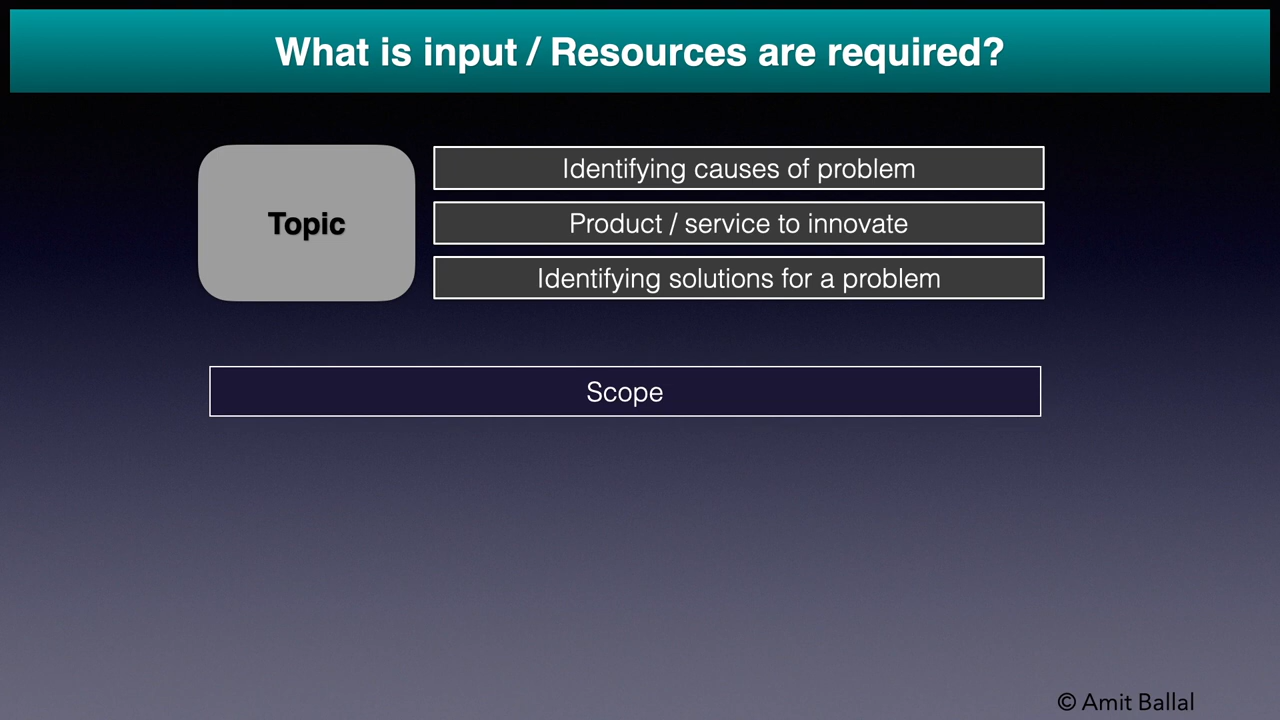 What is input / Resources are required?
Topic
Identifying causes of problem
Product / service to innovate
Identifying solutions for a problem
Scope
© Amit Ballal